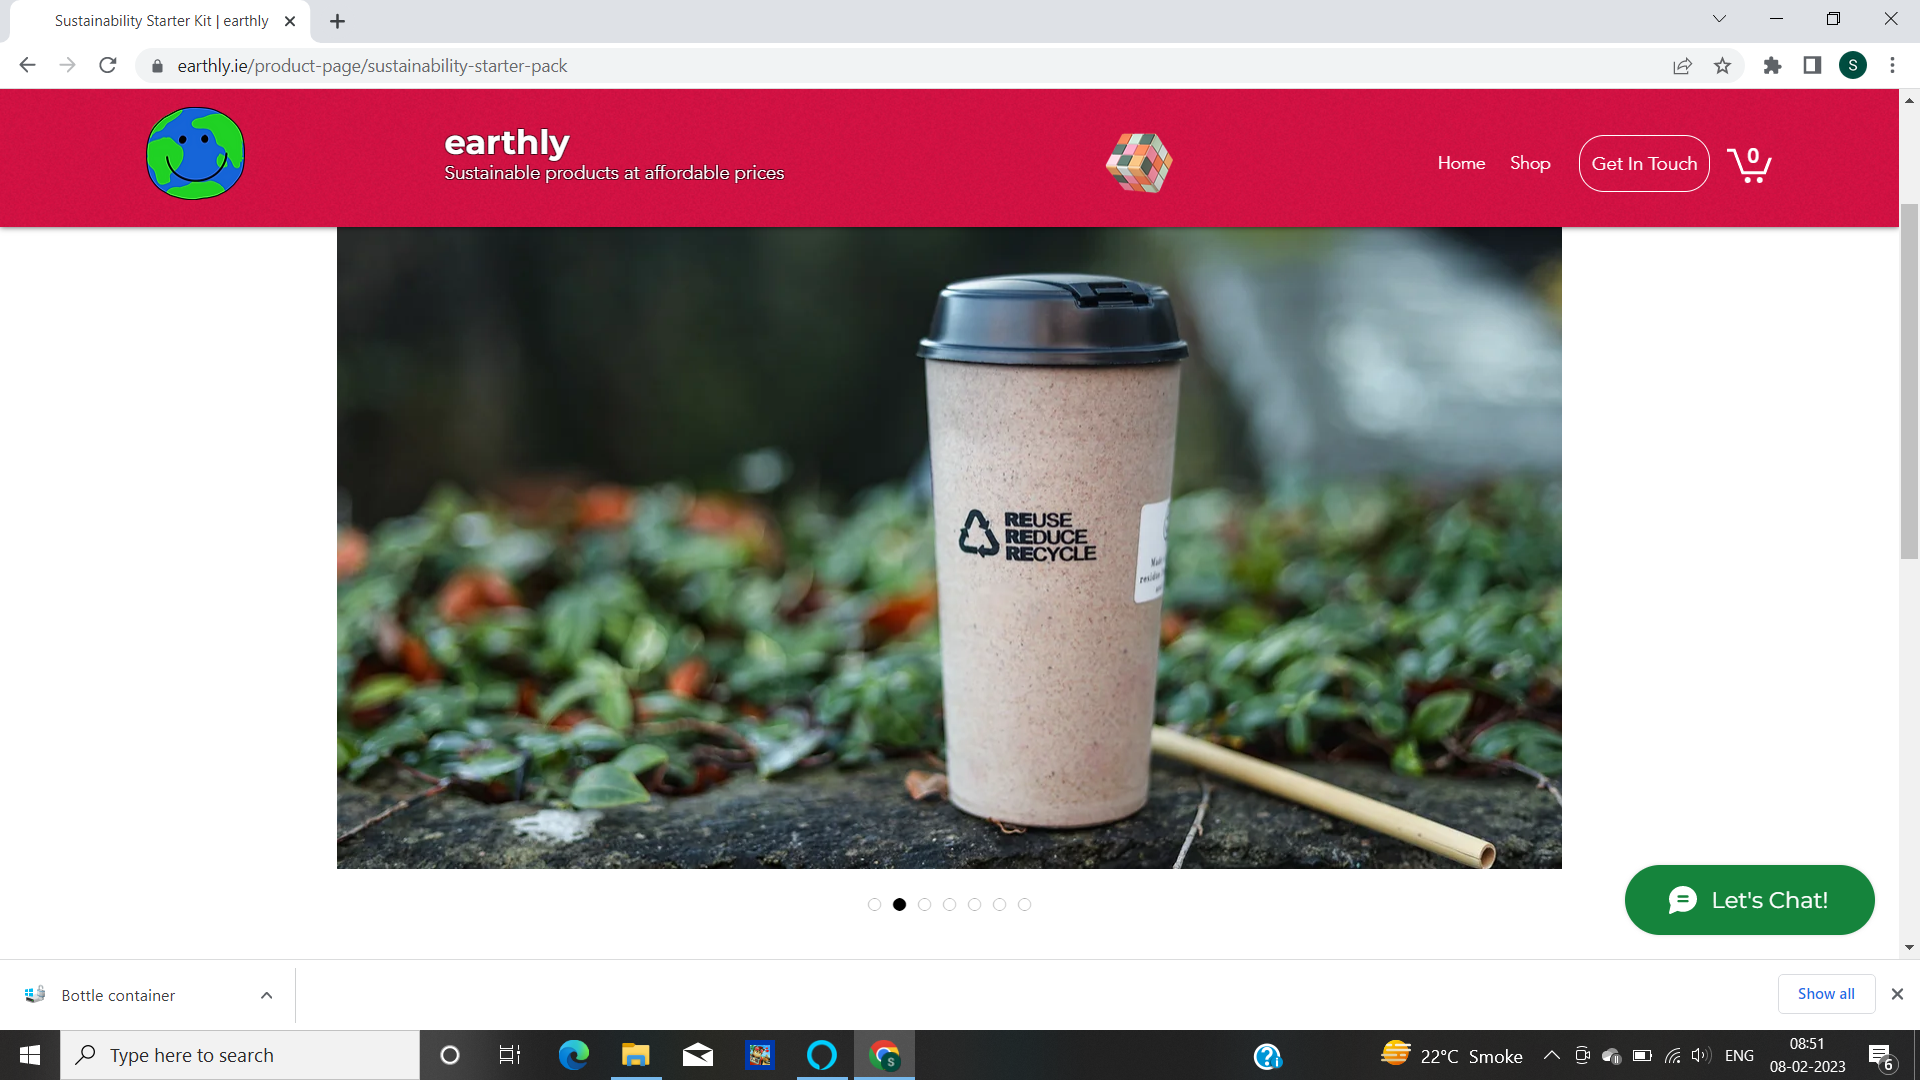 Sustainability Starter Kit | earthly
earthly.ie/product-page/sustainability-starter-pack
S
earthly
Sustainable products at affordable prices
Home
Shop
Get In Touch
0
REUSE
REDUCE
RECYCLE
Let's Chat!
Bottle container
Show all
Type here to search
S
22°C Smoke
ENG
08:51
08-02-2023
6